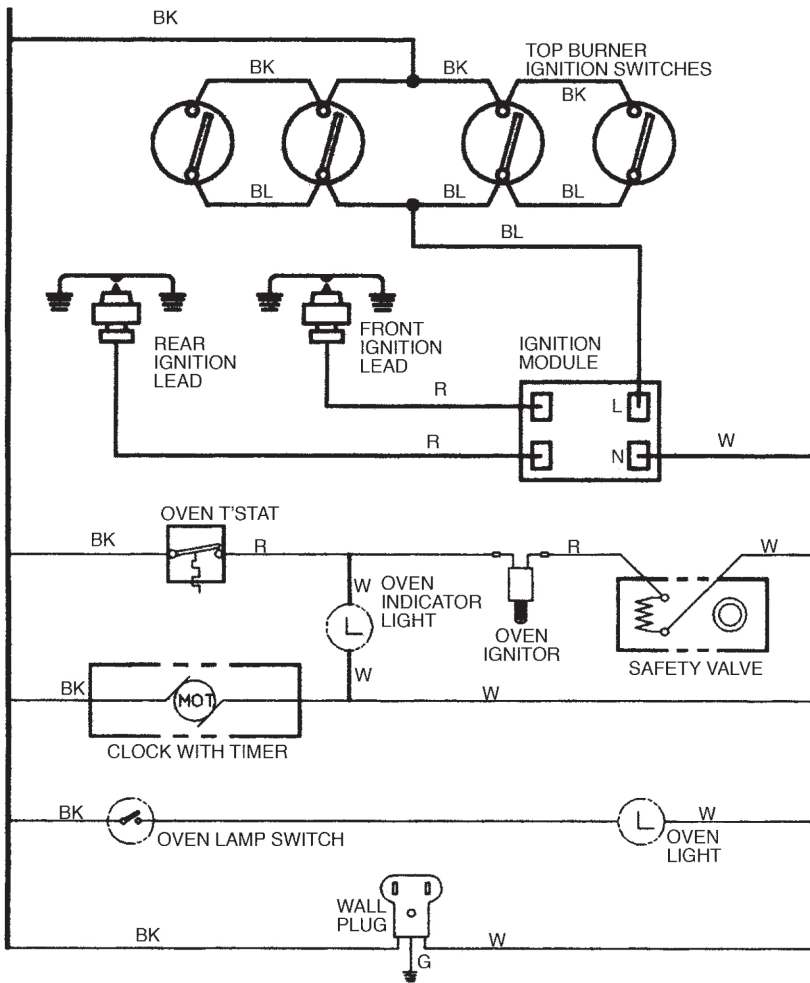 BK
TOP BURNER
IGNITION SWITCHES
BK
BK
BK
BL
BL
BL
BL
REAR
IGNITION
LEAD
FRONT
IGNITION
LEAD
IGNITION
MODULE
R
L
R
N
W
OVEN T'STAT
BK
R
R
W
W
OVEN
INDICATOR
LIGHT
L
OVEN
IGNITOR
SAFETY VALVE
W
BK
MOT
W
CLOCK WITH TIMER
BK
OVEN LAMP SWITCH
L
W
OVEN
LIGHT
WALL
PLUG
BK
W
G